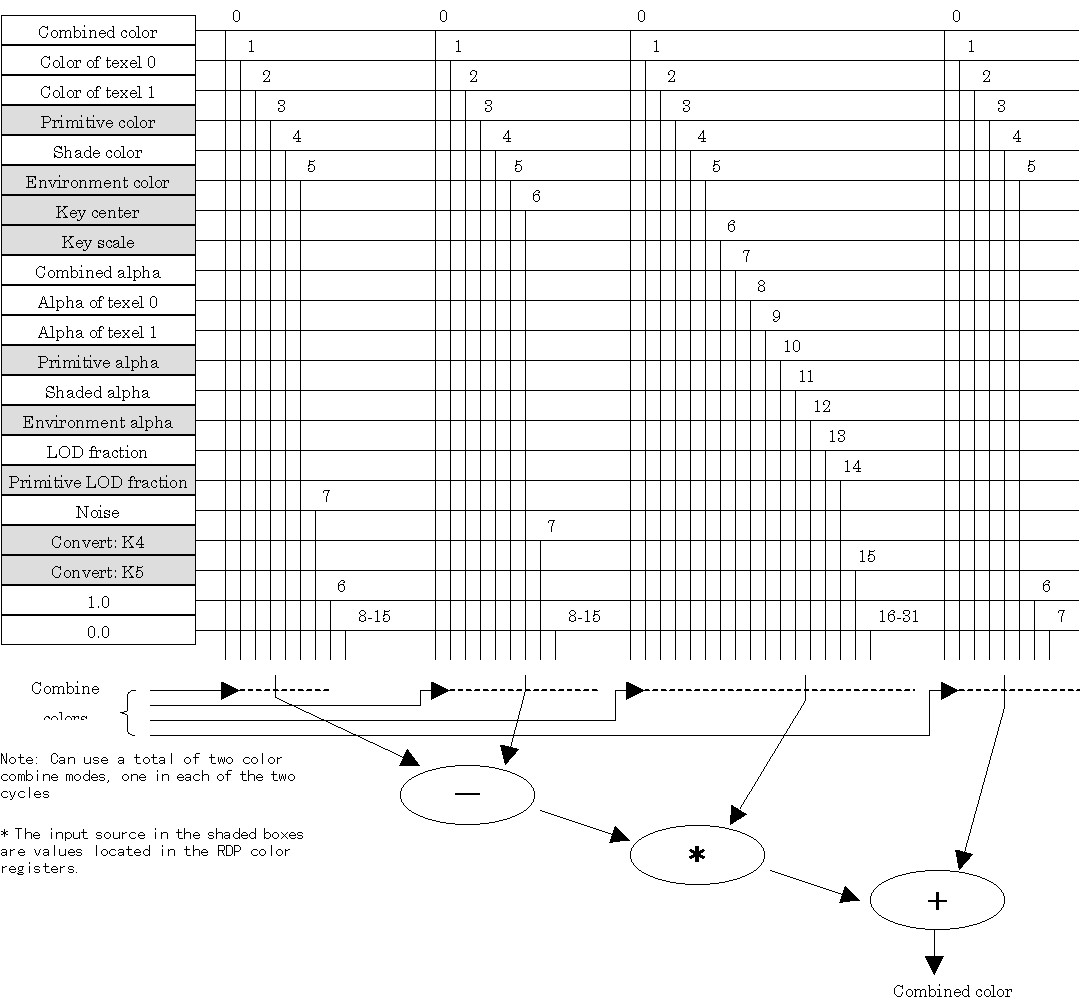 0 0 0 0
Combined color
1 1 1 1
Color of texel 0
2 2 2 2
Color of texel 1
3 3 3 3
Primitive color
4 4 4 4
Shade color
5 5 5 5
Environment color
6
Key center
6
Key scale
7
Combined alpha
8
Alpha of texel 0
9
Alpha of texel 1
10
Primitive alpha
11
Shaded alpha
12
Environment alpha
13
LOD fraction
14
Primitive LOD fraction
7
Noise
7
Convert: K4
15
Convert: K5
6 6
1.0
8-15 8-15 16-31 7
0.0
Combine
colors
Note: Can use a total of two color
combine modes, one in each of the two
cycles
* The input source in the shaded boxes
are values located in the RDP color
registers.
—
*
+
Combined color